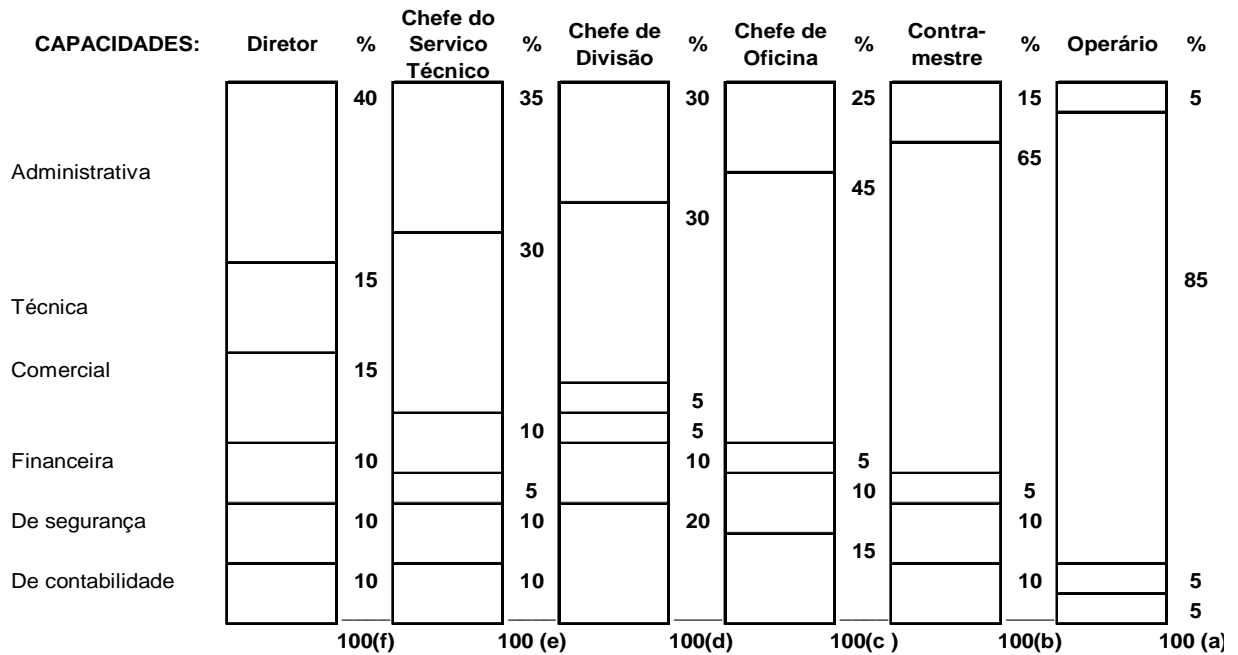 CAPACIDADES: Diretor % Chefe do Servico Técnico % Chefe de Divisão % Chefe de Oficina % Contra-mestre % Operário %
40 35 30 25 15 5
65
Administrativa
45
30
30
15 85
Técnica
Comercial 15
5
10 5
Financeira 10 10 5
5 10 5
De segurança 10 10 20 10
15
De contabilidade 10 10 10 5
5
100(f) 100 (e) 100(d) 100(c ) 100(b) 100 (a)